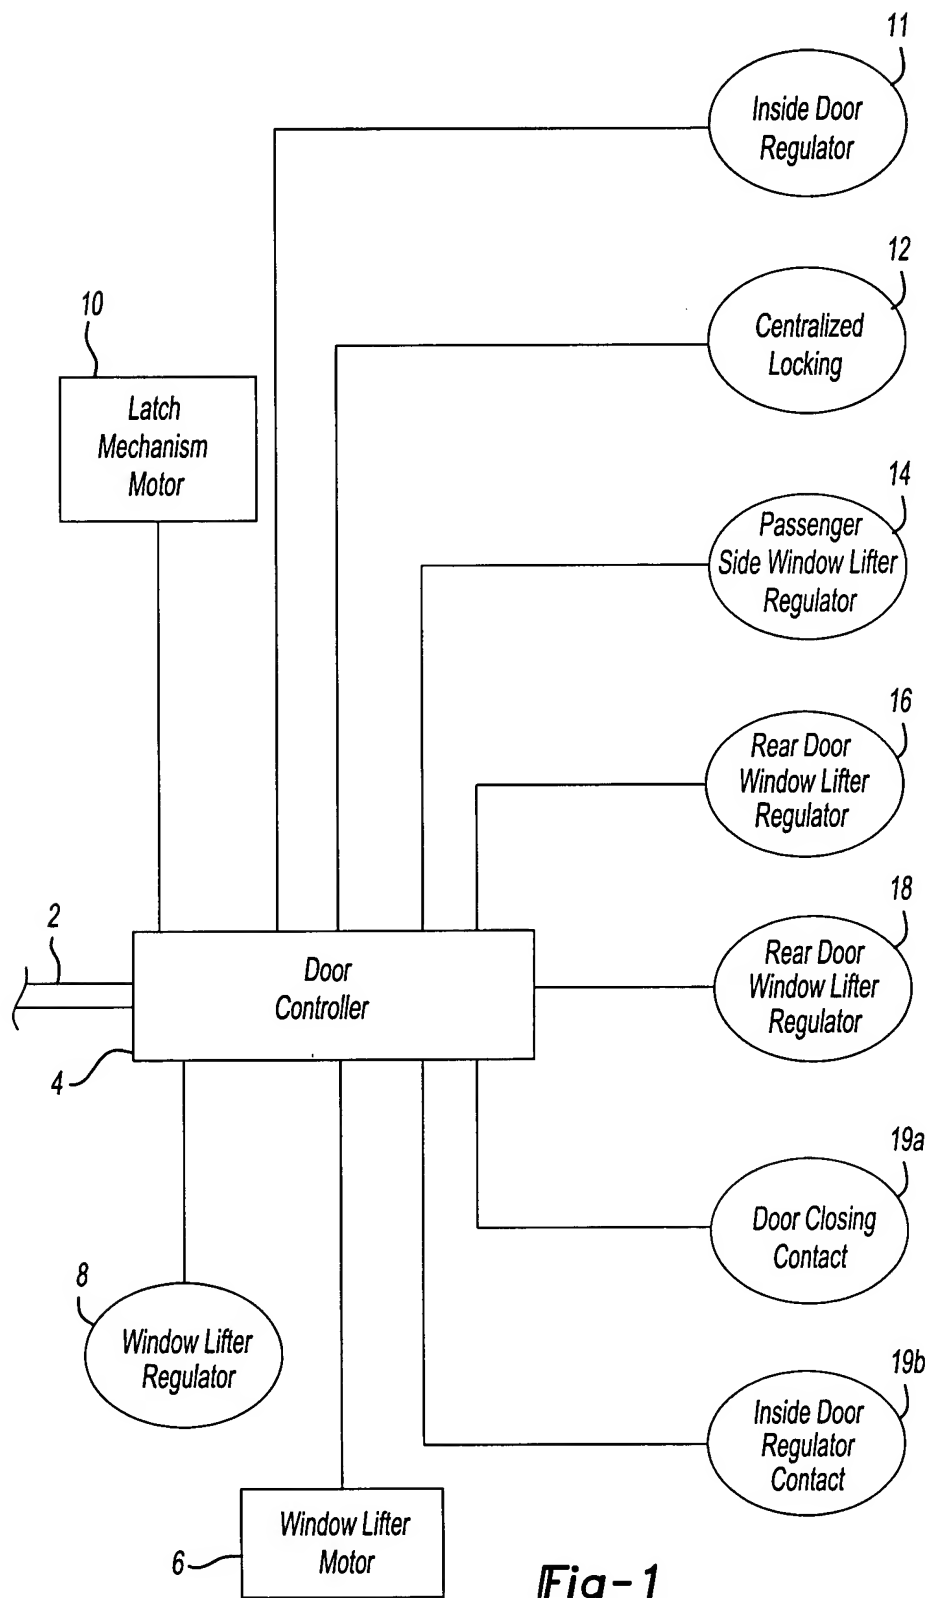 11
Inside Door
Regulator
12
Centralized
Locking
10
Latch
Mechanism
Motor
14
Passenger
Side Window Lifter
Regulator
16
Rear Door
Window Lifter
Regulator
18
Rear Door
Window Lifter
Regulator
2
Door
Controller
4
19a
Door Closing
Contact
8
Window Lifter
Regulator
19b
Inside Door
Regulator
Contact
6
Window Lifter
Motor
Fig-1